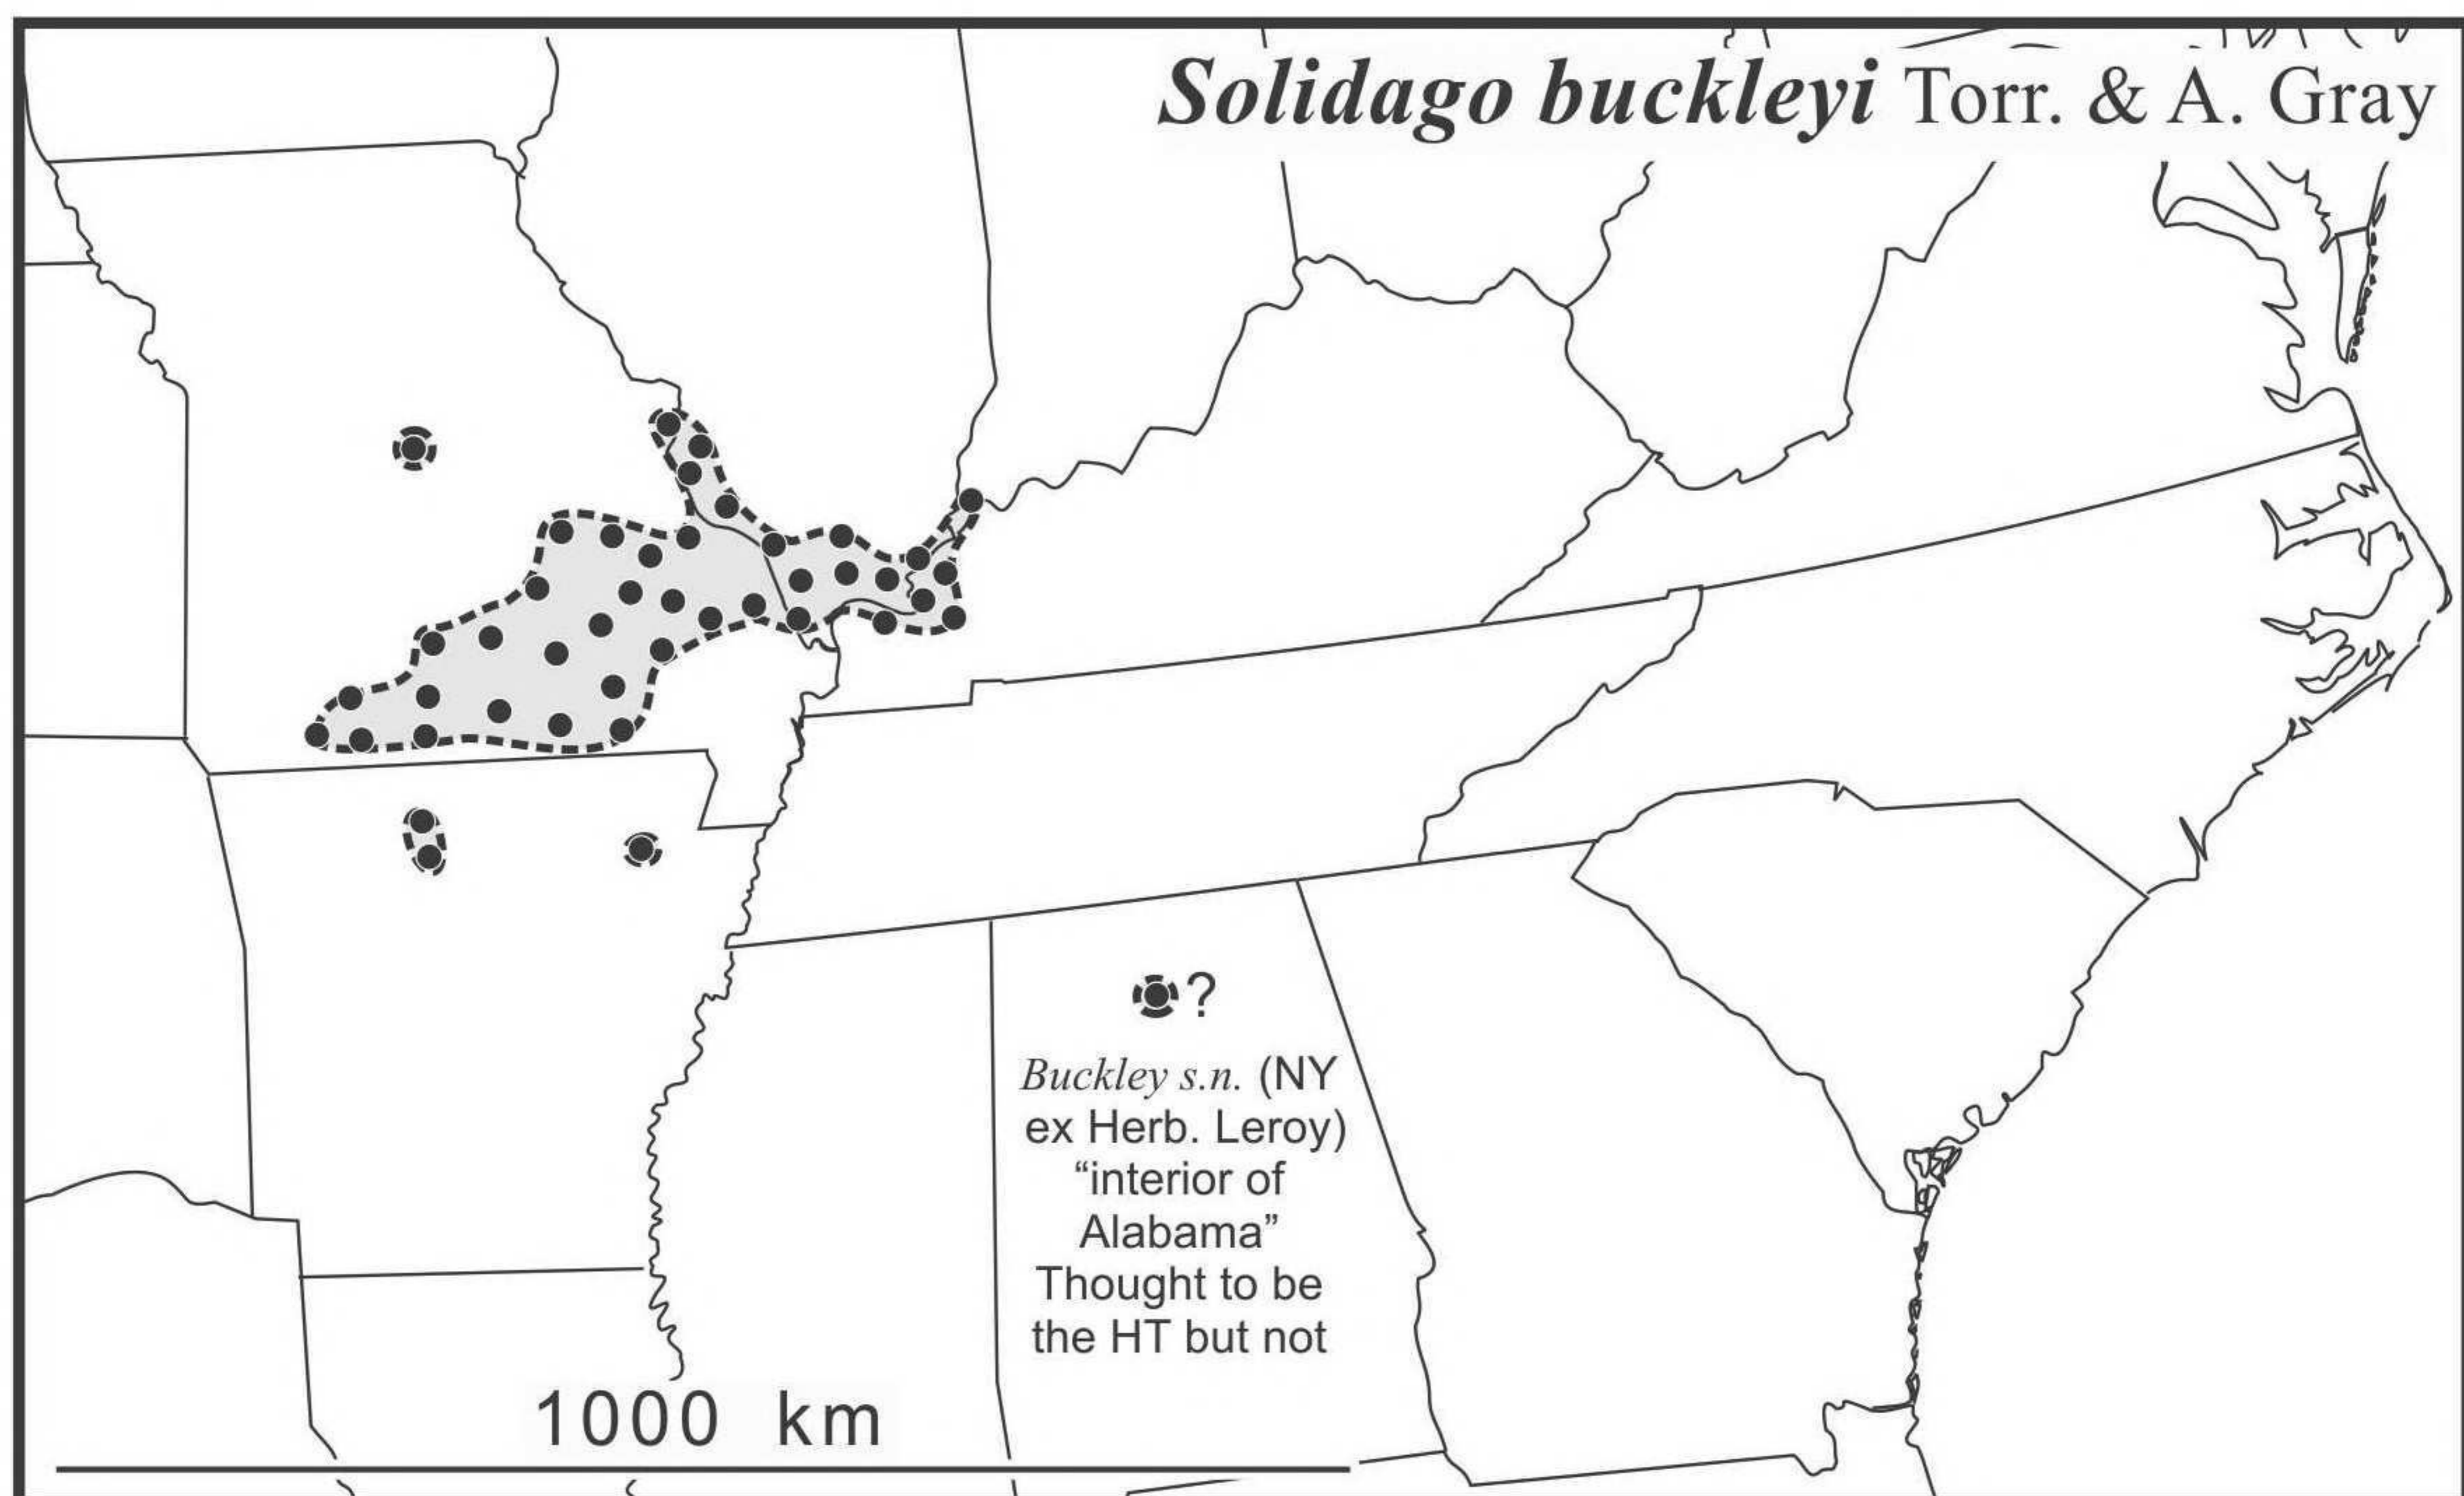 Solidago buckleyi Torr. & A. Gray
?
Buckley s.n. (NY
ex Herb. Leroy)
“interior of
Alabama”
Thought to be
the HT but not
1000 km